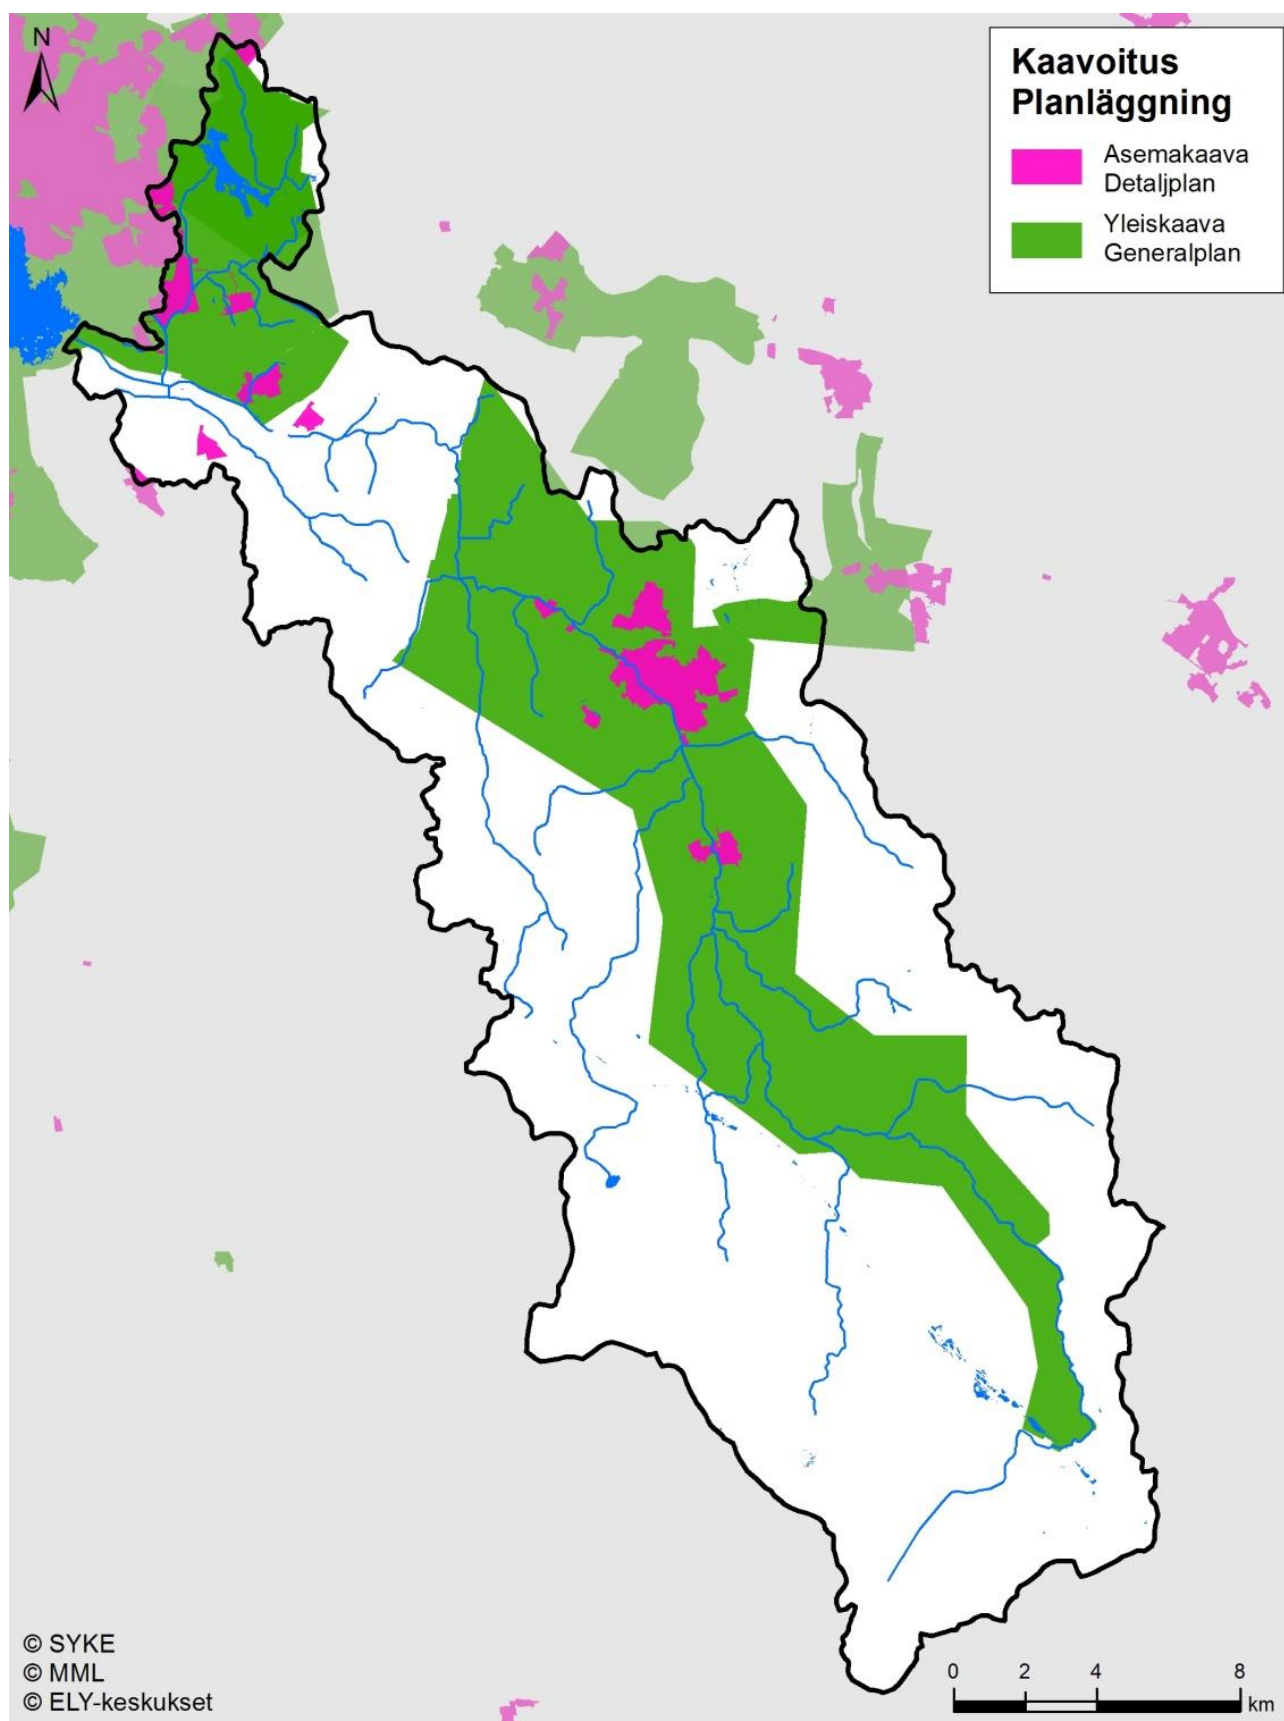 N
Kaavoitus
Planläggning
Asemakaava
Detaljplan
Yleiskaava
Generalplan
© SYKE
© MML
© ELY-keskukset
0 2 4 8
km